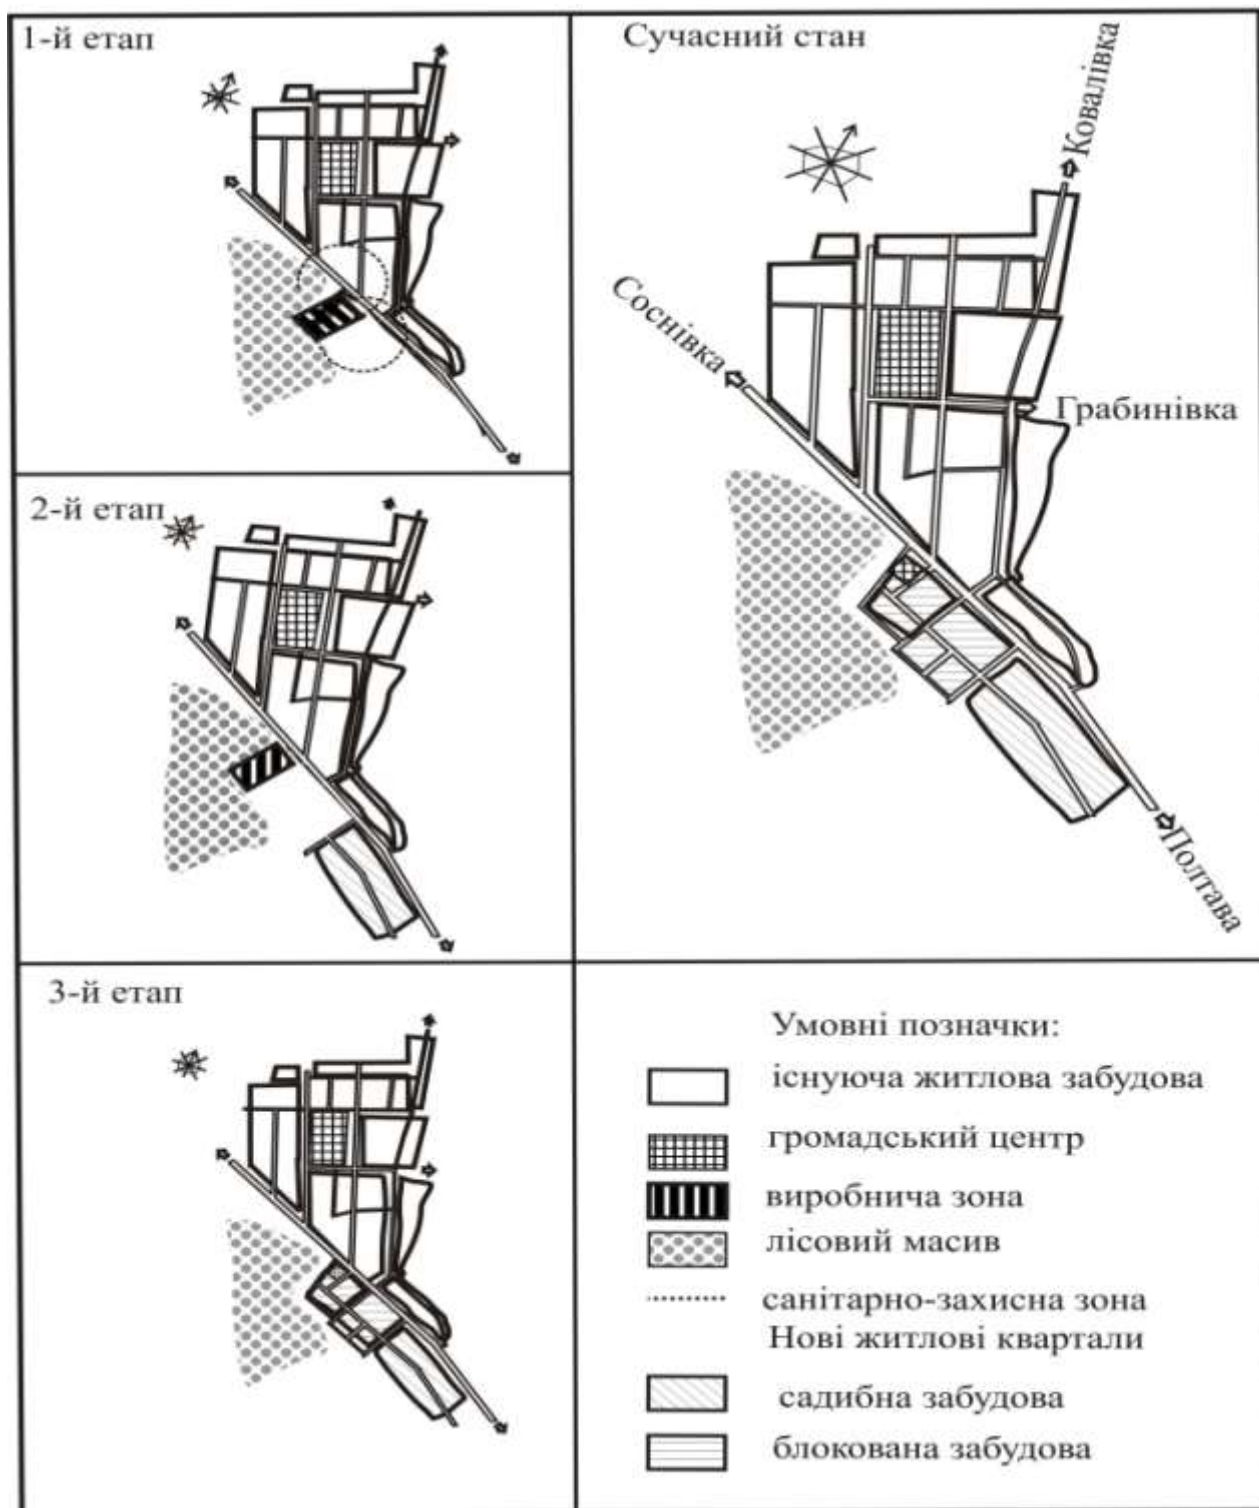 1-й етап
Сучасний стан
Ковалівка
Соснівка
Грабинівка
Полтава
2-й етап
3-й етап
Умовні позначки:
існуюча житлова забудова
громадський центр
виробнича зона
лісовий масив
санітарно-захисна зона
Нові житлові квартали
садибна забудова
блокована забудова